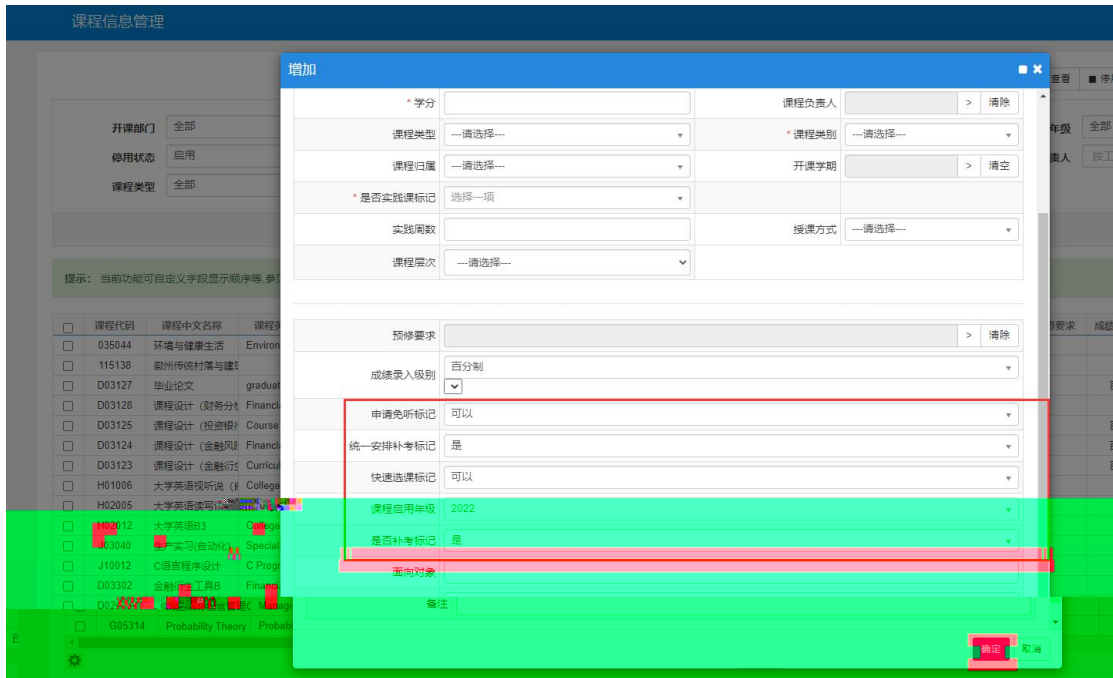 课程信息管理
增加
查看 停
* 学分 课程负责人 > 清除
开课部门 全部 课程类型 ---请选择--- * 课程类别 ---请选择--- 年级 全部
停用状态 启用 课程归属 ---请选择--- 开课学期 > 清空 责人 按工
课程类型 全部 * 是否实践课标记 选择一项
实践周数 授课方式 ---请选择---
课程层次 ---请选择---
提示: 当前功能可自定义字段显示顺序等,参
课程代码 课程中文名称 课程 预修要求 > 清除 修要求 成绩
035044 环境与健康生活 Environ
115138 徽州传统村落与建 成绩录入级别 百分制
D03127 毕业论文 graduat
D03128 课程设计(财务分 Financi
D03125 课程设计(投资银 Course 申请免听标记 可以
D03124 课程设计(金融风 Financi 统一安排补考标记 是
D03123 课程设计(金融衍 Curricul
H01006 大学英语视听说( College 快速选课标记 可以
H02005 大学英语读写 课程启用年级 2022
H02012 大学英语B3 College
J03040 生产实习(自动化) Speciali 是否补考标记 是
J10012 C语言程序设计 C Progr 面向对象
D03302 金融衍生工具B Financi
Manage 备注
G05314 Probability Theory Probabi
确定 取消